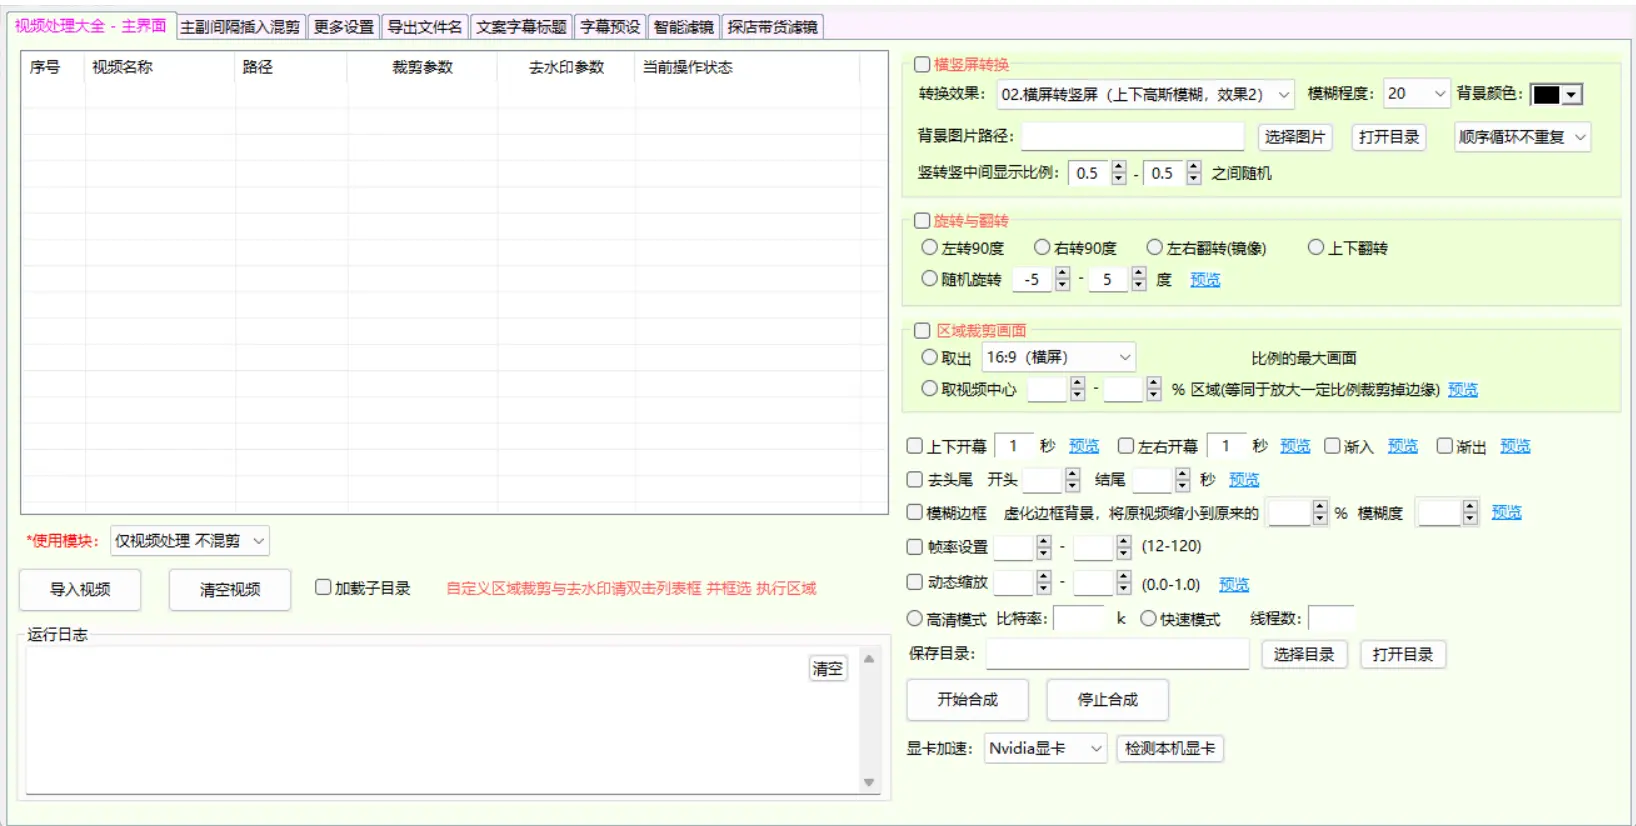 视频处理大全 - 主界面 主副间隔插入混剪 更多设置 导出文件名 文案字幕标题 字幕预设 智能滤镜 探店带货滤镜
序号 视频名称 路径 裁剪参数 去水印参数 当前操作状态
*使用模块: 仅视频处理 不混剪
导入视频 清空视频 加载子目录 自定义区域裁剪与去水印请双击列表框 并框选 执行区域
运行日志
清空
横竖屏转换
转换效果: 02.横屏转竖屏（上下高斯模糊，效果2） 模糊程度: 20 背景颜色:
背景图片路径: 选择图片 打开目录 顺序循环不重复
竖转竖中间显示比例: 0.5 - 0.5 之间随机
旋转与翻转
左转90度 右转90度 左右翻转(镜像) 上下翻转
随机旋转 -5 - 5 度 预览
区域裁剪画面
取出 16:9（横屏） 比例的最大画面
取视频中心 - % 区域(等同于放大一定比例裁剪掉边缘) 预览
上下开幕 1 秒 预览 左右开幕 1 秒 预览 渐入 预览 渐出 预览
去头尾 开头 结尾 秒 预览
模糊边框 虚化边框背景，将原视频缩小到原来的 % 模糊度 预览
帧率设置 - (12-120)
动态缩放 - (0.0-1.0) 预览
高清模式 比特率: k 快速模式 线程数:
保存目录: 选择目录 打开目录
开始合成 停止合成
显卡加速: Nvidia显卡 检测本机显卡